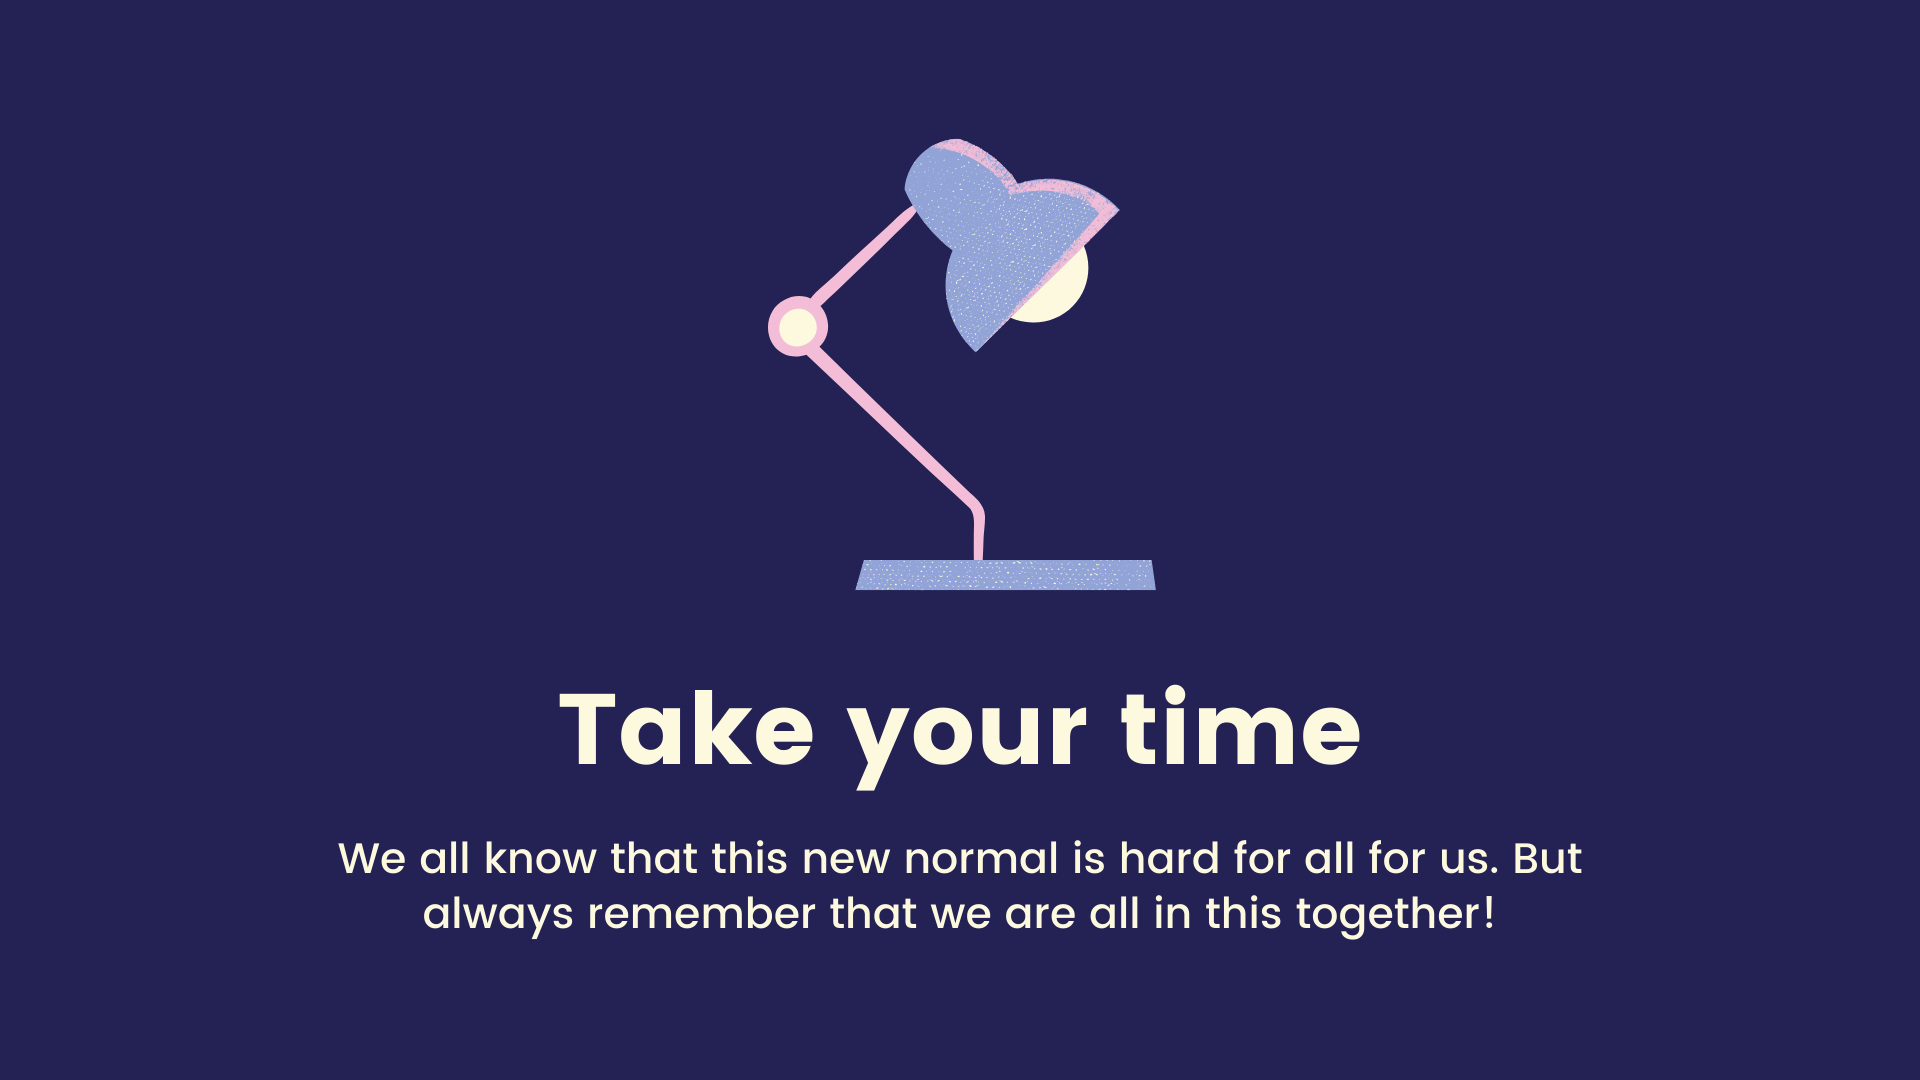 Take your time
We all know that this new normal is hard for all for us. But
always remember that we are all in this together!